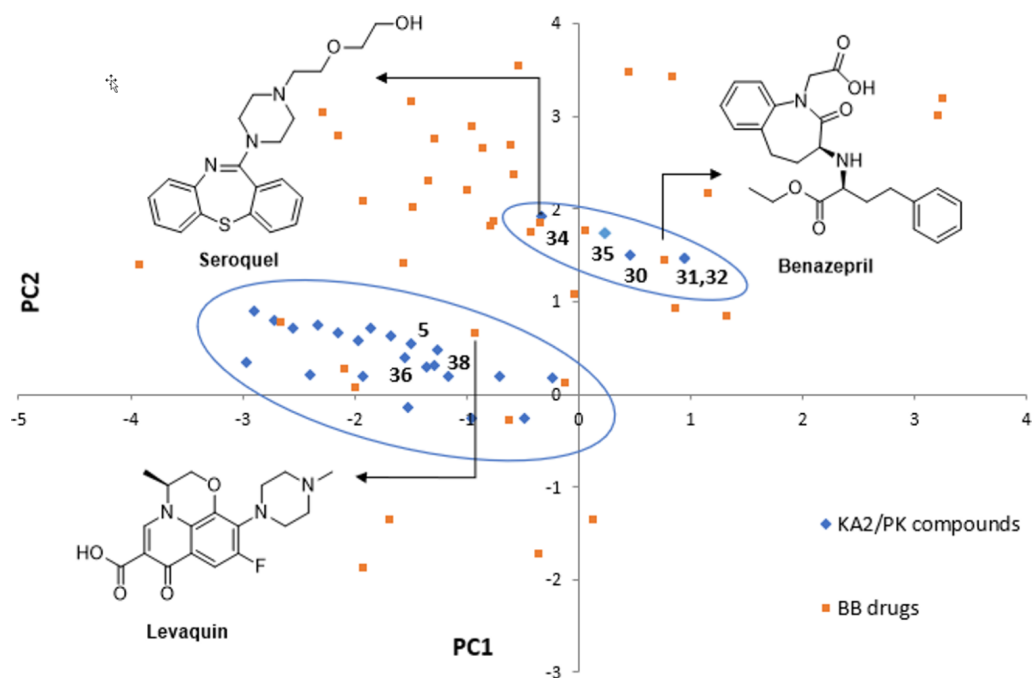 4
3
2
1
0
-1
-2
-3
-5
-4
-3
-2
-1
0
1
2
3
4
PC2
PC1
OH
O
N
N
N
S
Seroquel
O
OH
N
O
NH
O
O
Benazepril
34
35
30
31,32
5
36
38
O
N
N
N
HO
O
O
F
Levaquin
KA2/PK compounds
BB drugs